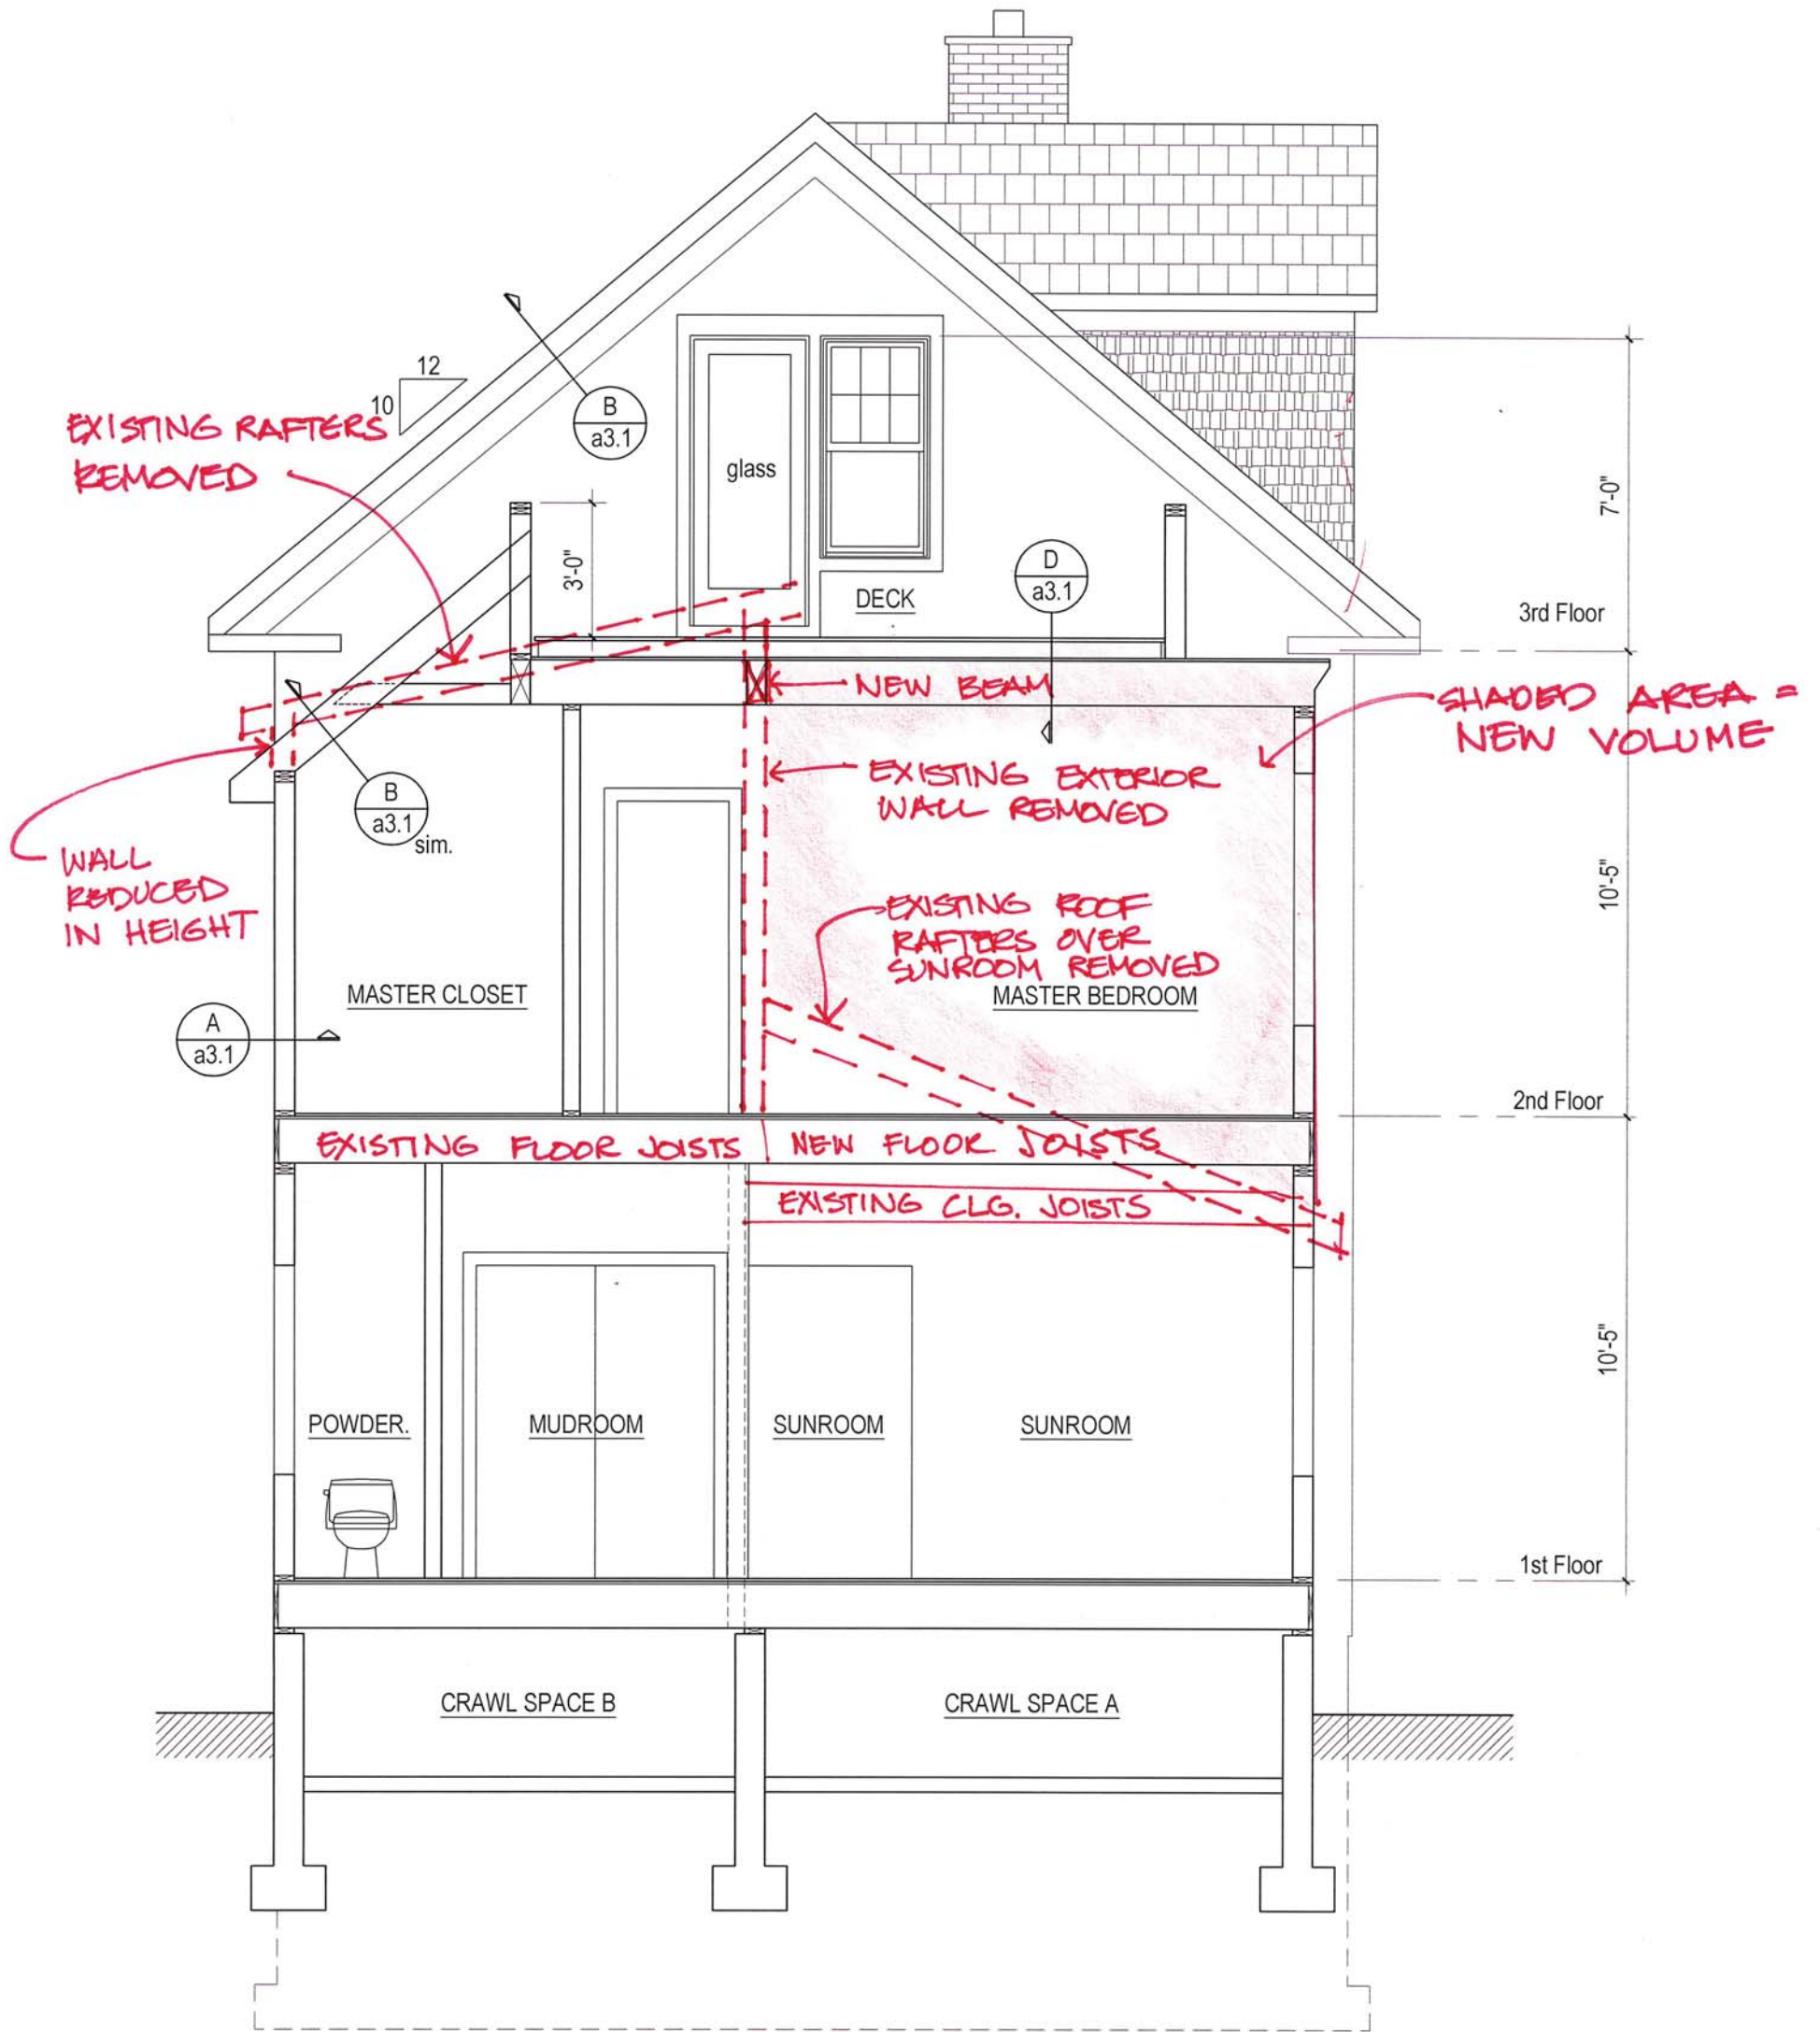 12
10
EXISTING RAFTERS
REMOVED
B
a3.1
glass
7'-0"
3'-0"
D
a3.1
DECK
3rd Floor
NEW BEAM
SHADED AREA =
NEW VOLUME
EXISTING EXTERIOR
WALL REMOVED
B
a3.1
sim.
WALL
REDUCED
IN HEIGHT
10'-5"
EXISTING ROOF
RAFTERS OVER
SUNROOM REMOVED
MASTER CLOSET
MASTER BEDROOM
A
a3.1
2nd Floor
EXISTING FLOOR JOISTS
NEW FLOOR JOISTS
EXISTING CLG. JOISTS
10'-5"
POWDER.
MUDROOM
SUNROOM
SUNROOM
1st Floor
CRAWL SPACE B
CRAWL SPACE A